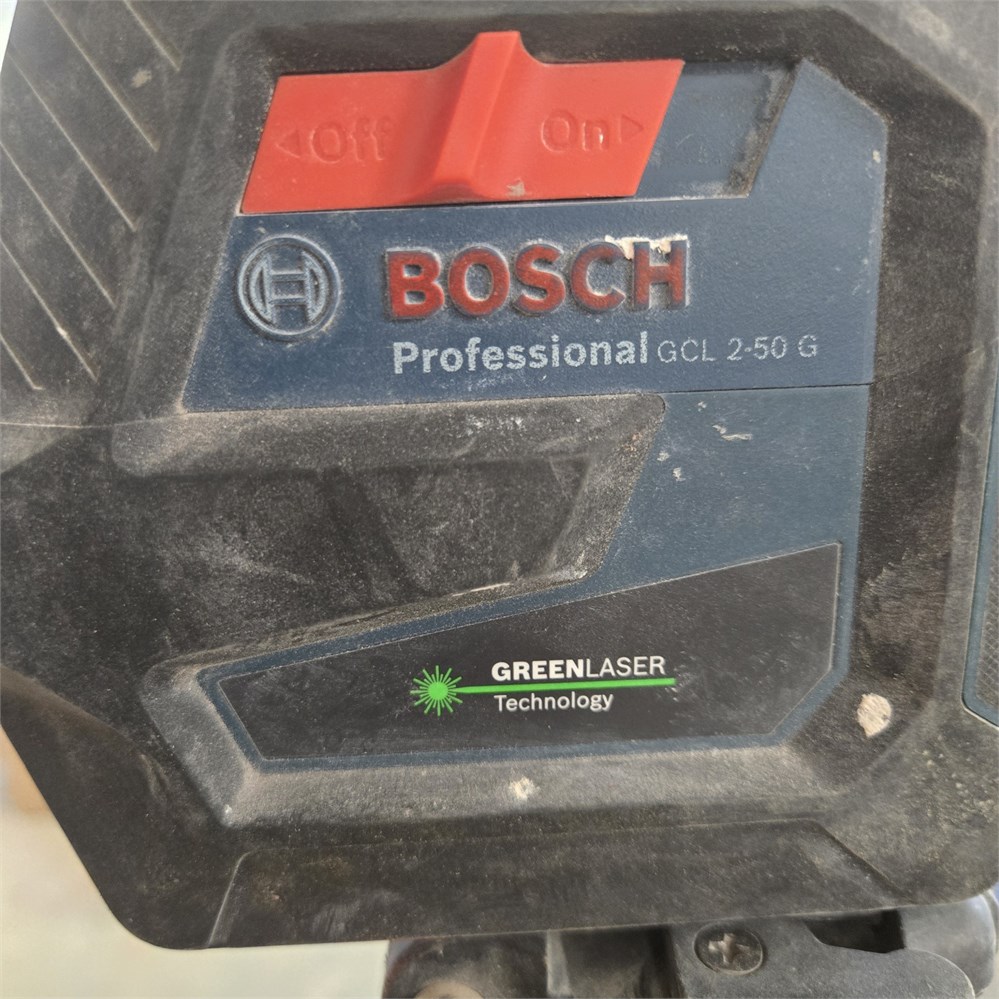 Off On
BOSCH
Professional GCL 2-50 G
GREENLASER
Technology